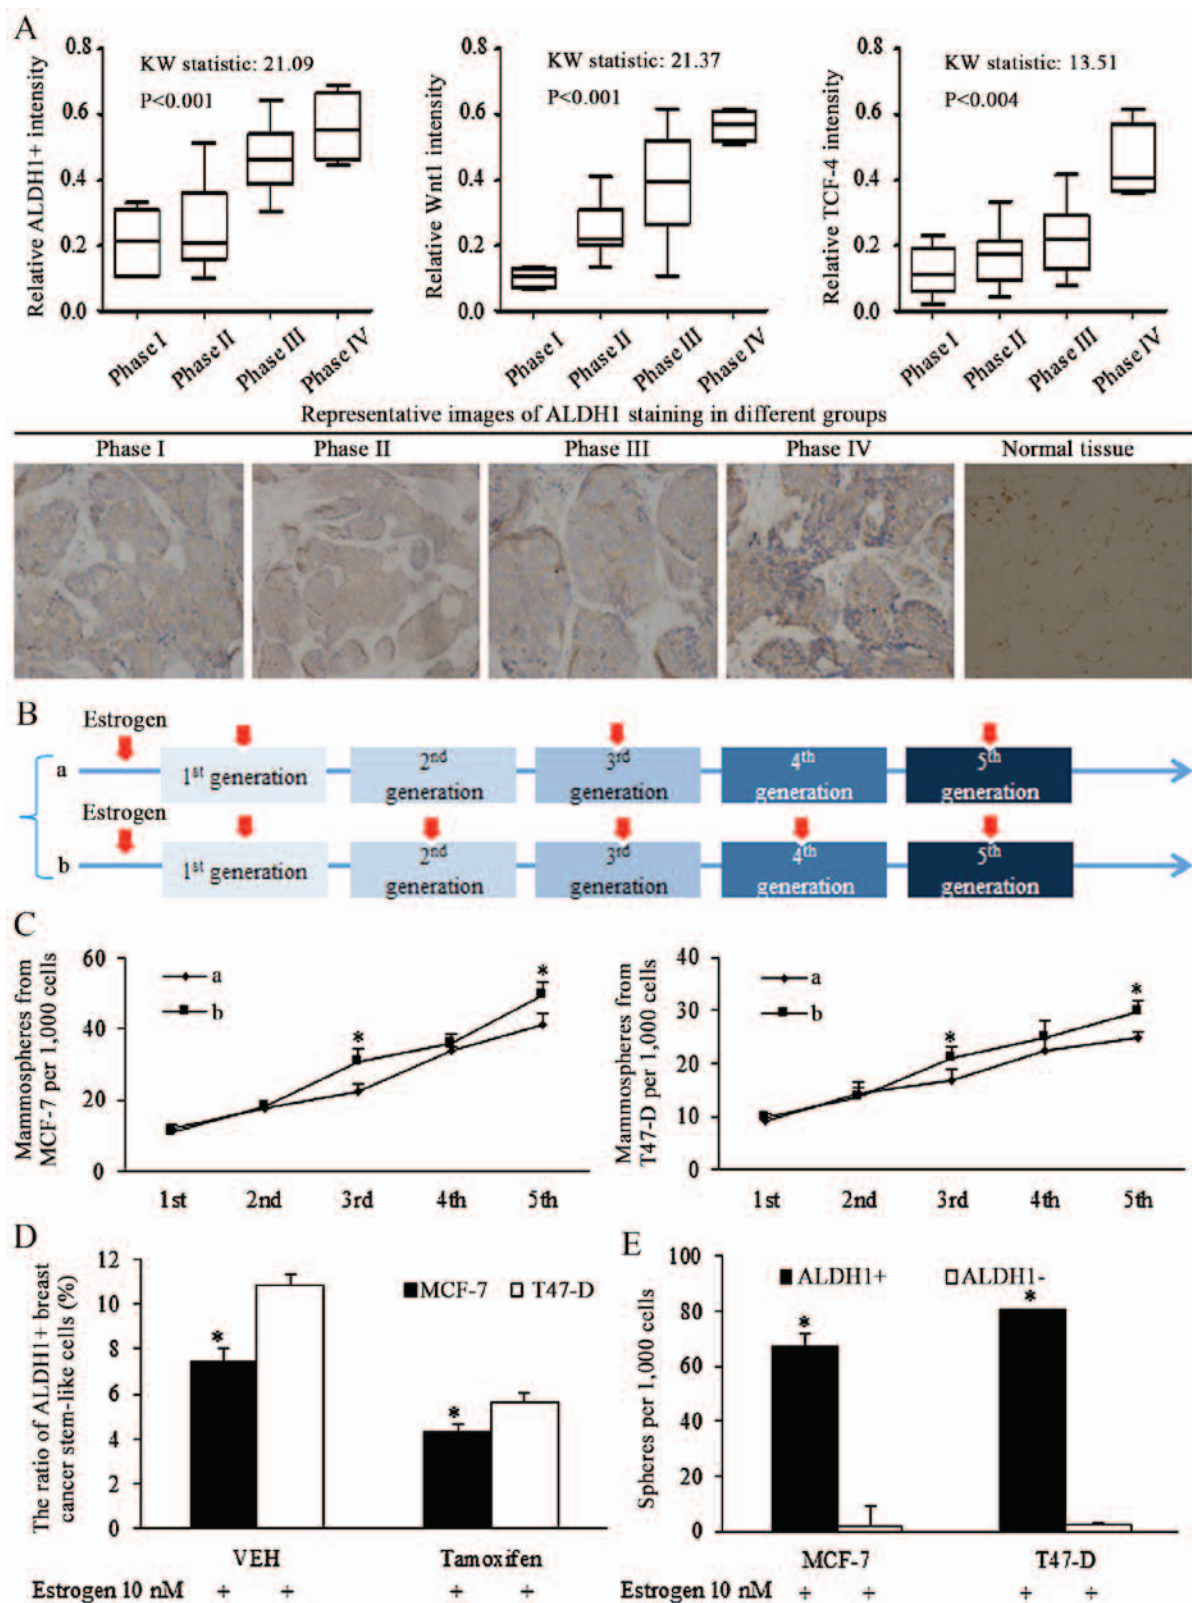 A
KW statistic: 21.09
P<0.001
Relative ALDH1+ intensity
0.8
0.6
0.4
0.2
0.0
Phase I
Phase II
Phase III
Phase IV
KW statistic: 21.37
P<0.001
Relative Wnt1 intensity
0.8
0.6
0.4
0.2
0.0
Phase I
Phase II
Phase III
Phase IV
KW statistic: 13.51
P<0.004
Relative TCF-4 intensity
0.8
0.6
0.4
0.2
0.0
Phase I
Phase II
Phase III
Phase IV
Representative images of ALDH1 staining in different groups
Phase I Phase II Phase III Phase IV Normal tissue
B
Estrogen
a
1st generation
2nd
generation
3rd
generation
4th
generation
5th
generation
Estrogen
b
1st generation
2nd
generation
3rd
generation
4th
generation
5th
generation
C
Mammospheres from
MCF-7 per 1,000 cells
60
40
20
0
a
b
*
*
1st 2nd 3rd 4th 5th
Mammospheres from
T47-D per 1,000 cells
40
30
20
10
0
a
b
*
*
1st 2nd 3rd 4th 5th
D
The ratio of ALDH1+ breast
cancer stem-like cells (%)
12
10
8
6
4
2
0
MCF-7 T47-D
*
*
VEH Tamoxifen
Estrogen 10 nM + + + +
E
Spheres per 1,000 cells
100
80
60
40
20
0
ALDH1+ ALDH1-
*
*
MCF-7 T47-D
Estrogen 10 nM + + + +